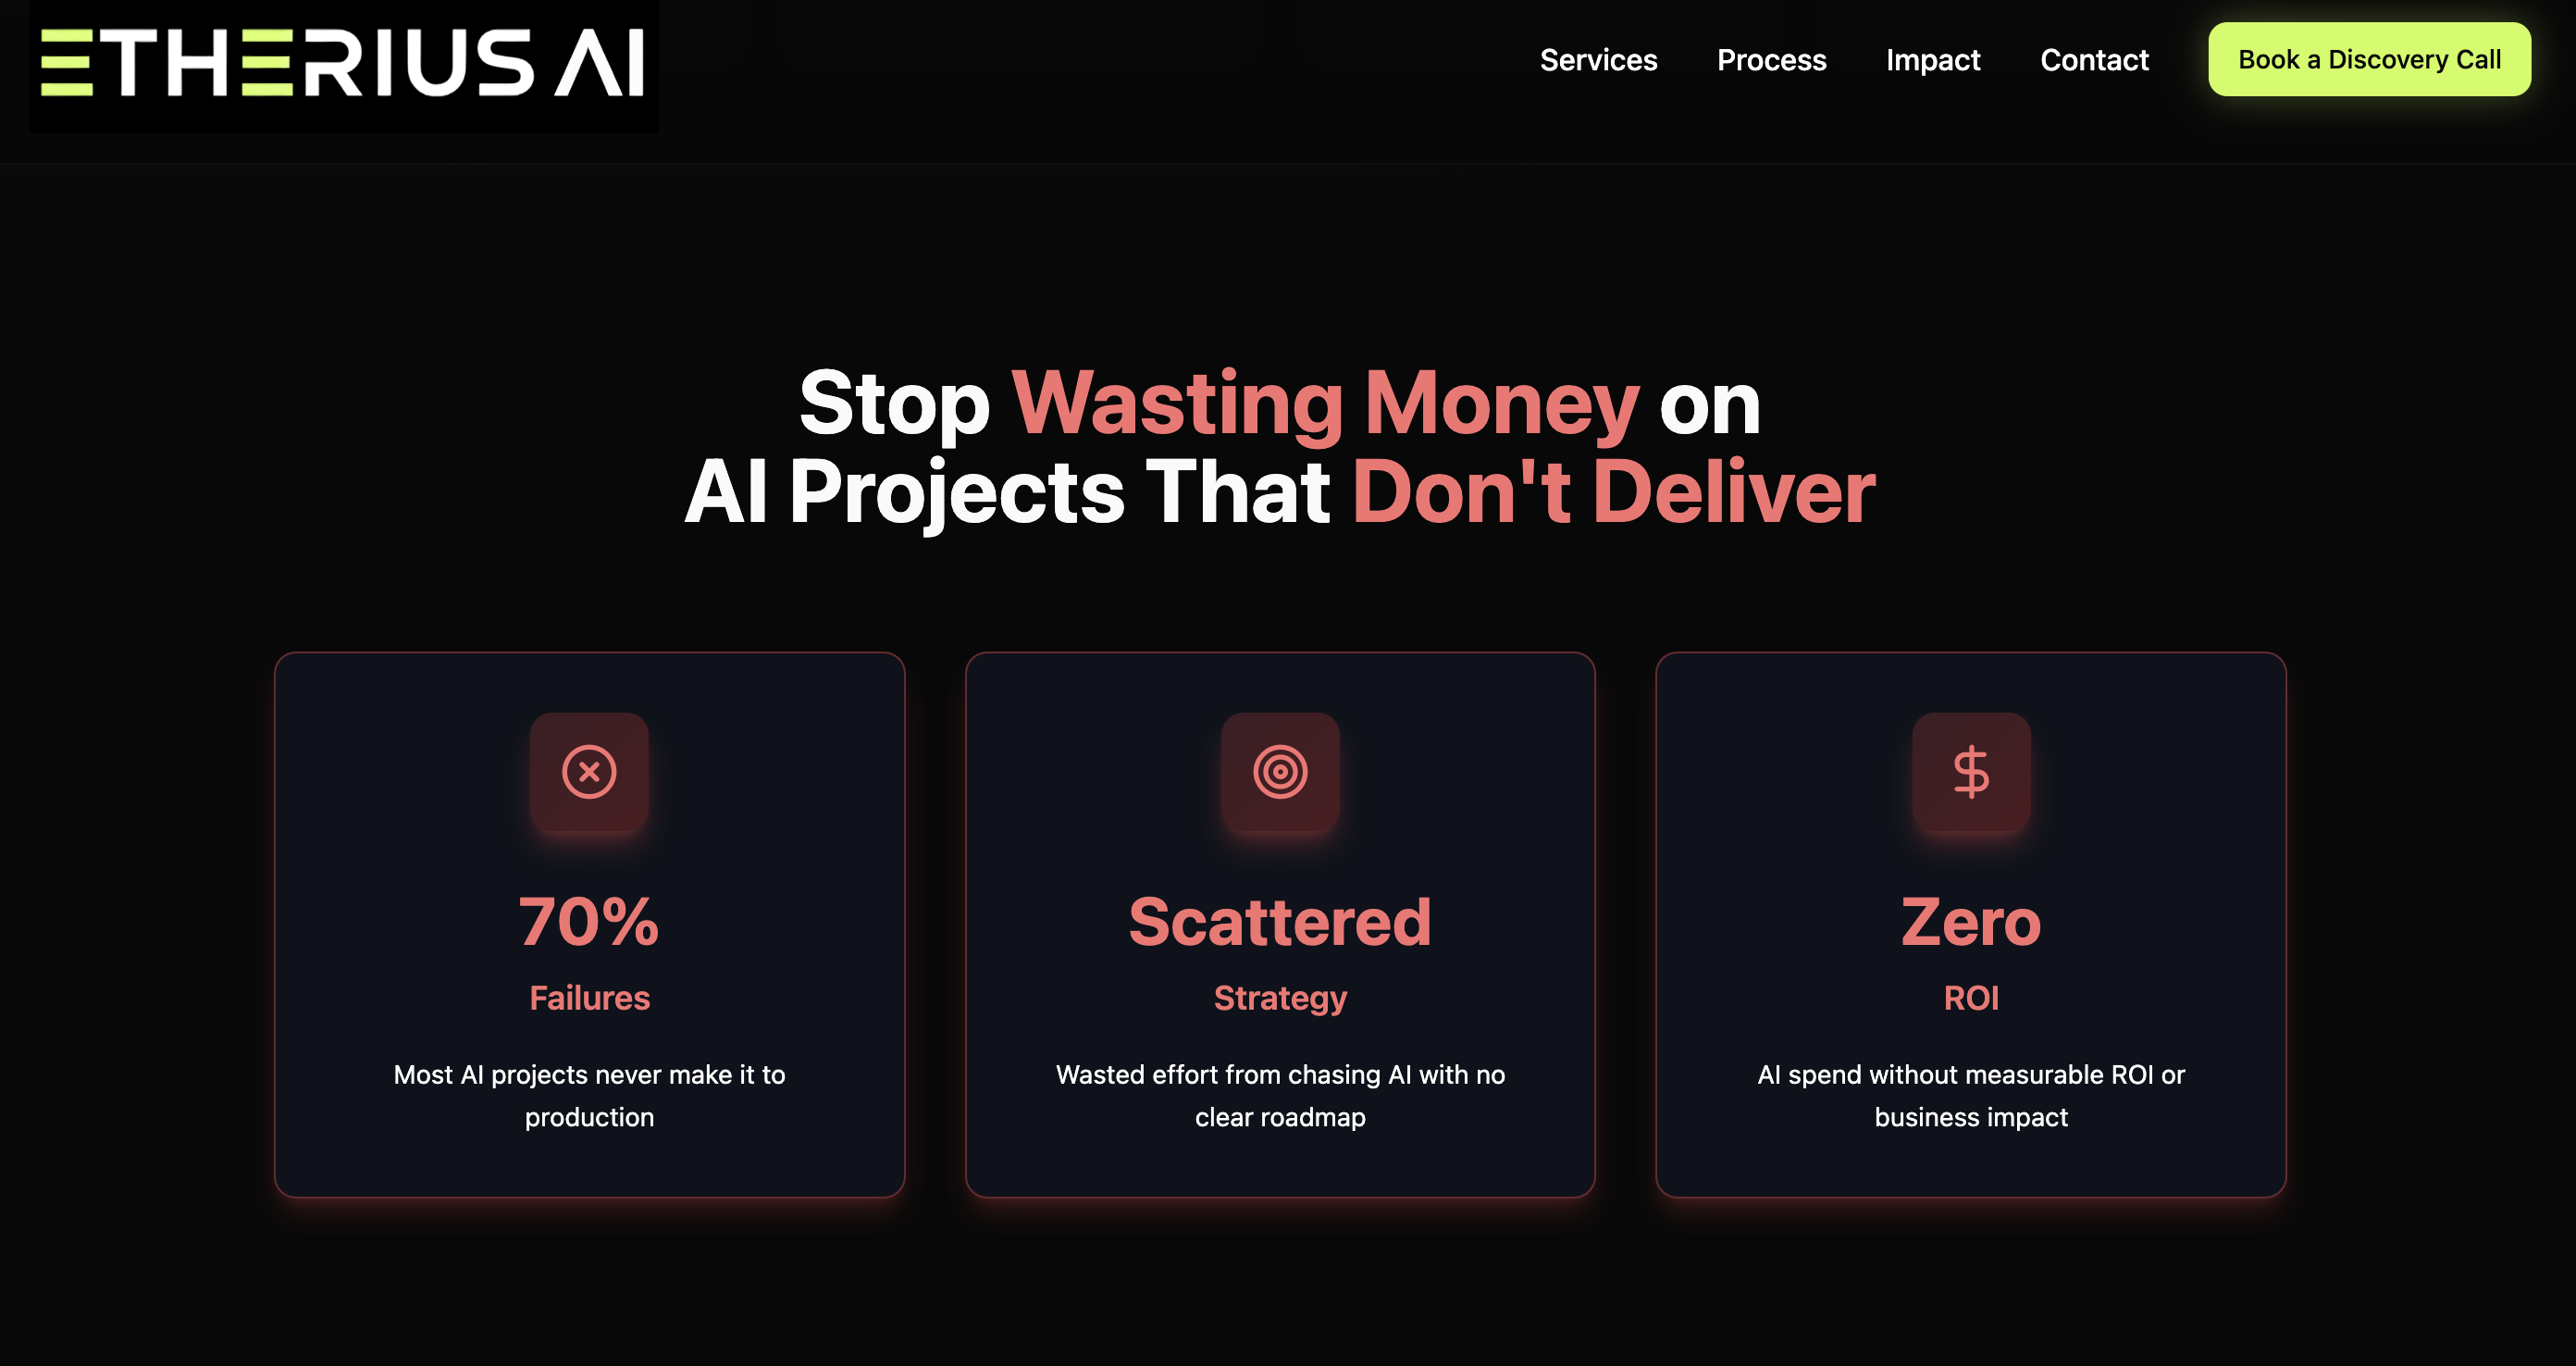 ETHERIUS AI
Services
Process
Impact
Contact
Book a Discovery Call
Stop Wasting Money on
AI Projects That Don't Deliver
70%
Failures
Most AI projects never make it to
production
Scattered
Strategy
Wasted effort from chasing AI with no
clear roadmap
Zero
ROI
AI spend without measurable ROI or
business impact